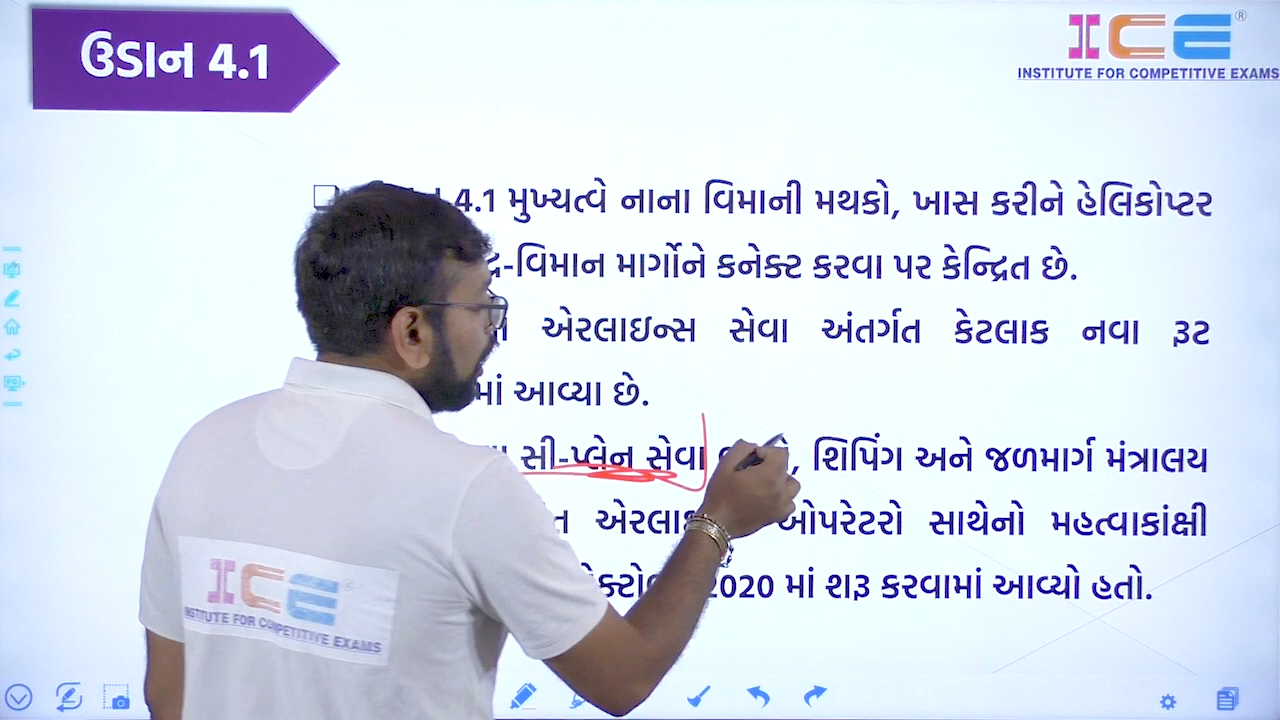 ઉડાન 4.1
ICE®
INSTITUTE FOR COMPETITIVE EXAMS
4.1 મુખ્યત્વે નાના વિમાની મથકો, ખાસ કરીને હેલિકોપ્ટર
-વિમાન માર્ગોને કનેક્ટ કરવા પર કેન્દ્રિત છે.
એરલાઇન્સ સેવા અંતર્ગત કેટલાક નવા રૂટ
આવ્યા છે.
સી-પ્લેન સેવા શિપિંગ અને જળમાર્ગ મંત્રાલય
ઓપરેટરો સાથેનો મહત્વાકાંક્ષી
2020 માં શરૂ કરવામાં આવ્યો હતો.
ICE
INSTITUTE FOR COMPETITIVE EXAMS